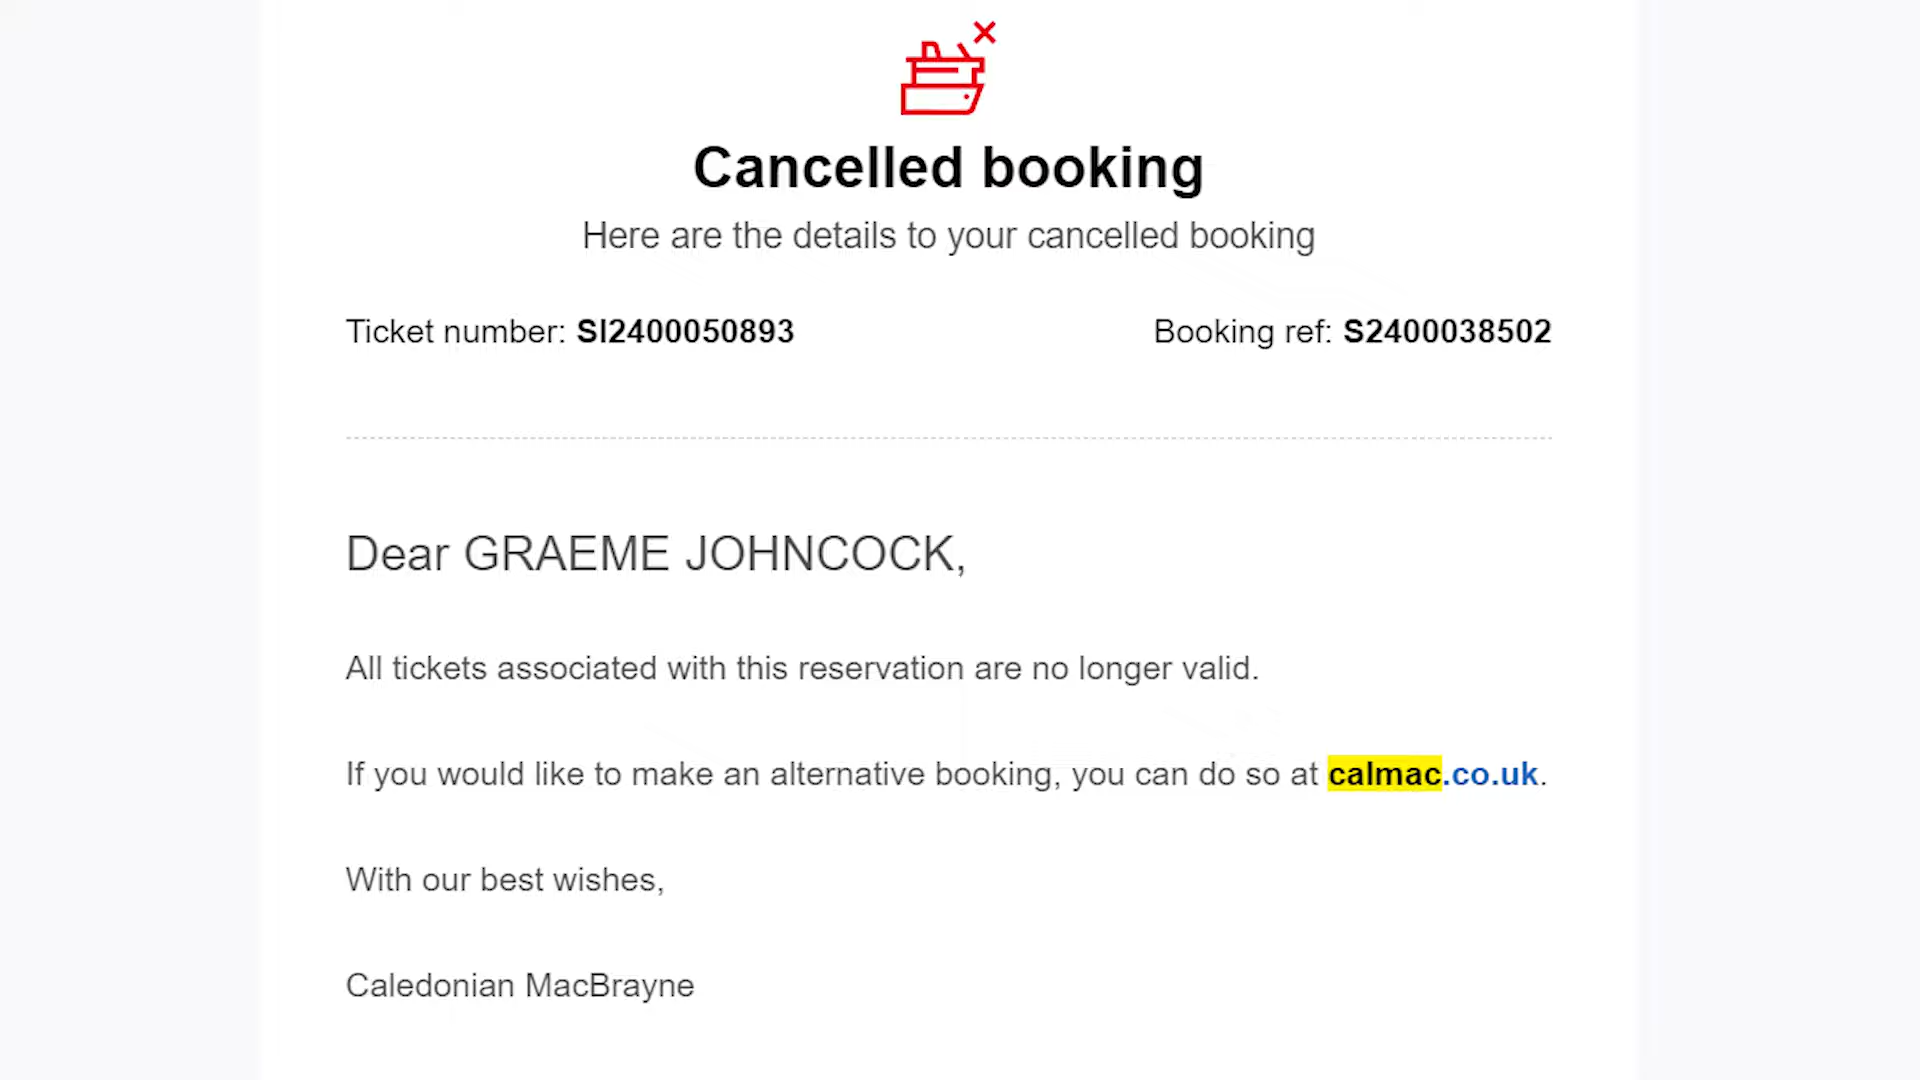 Cancelled booking
Here are the details to your cancelled booking
Ticket number: SI2400050893 Booking ref: S2400038502
Dear GRAEME JOHNCOCK,
All tickets associated with this reservation are no longer valid.
If you would like to make an alternative booking, you can do so at calmac.co.uk.
With our best wishes,
Caledonian MacBrayne